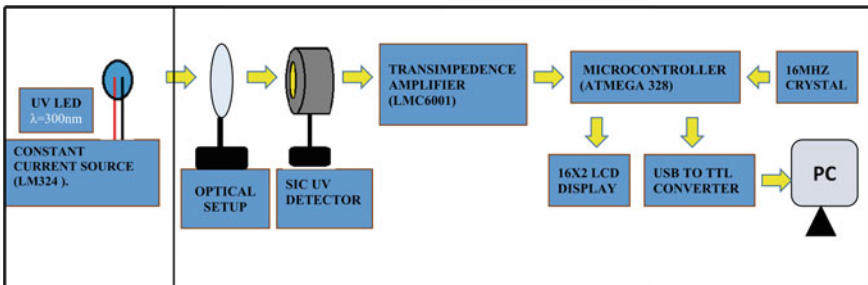 UV LED
λ=300nm
CONSTANT
CURRENT SOURCE
(LM324 ).
OPTICAL
SETUP
SIC UV
DETECTOR
TRANSIMPEDENCE
AMPLIFIER
(LMC6001)
MICROCONTROLLER
(ATMEGA 328)
16MHZ
CRYSTAL
16X2 LCD
DISPLAY
USB TO TTL
CONVERTER
PC